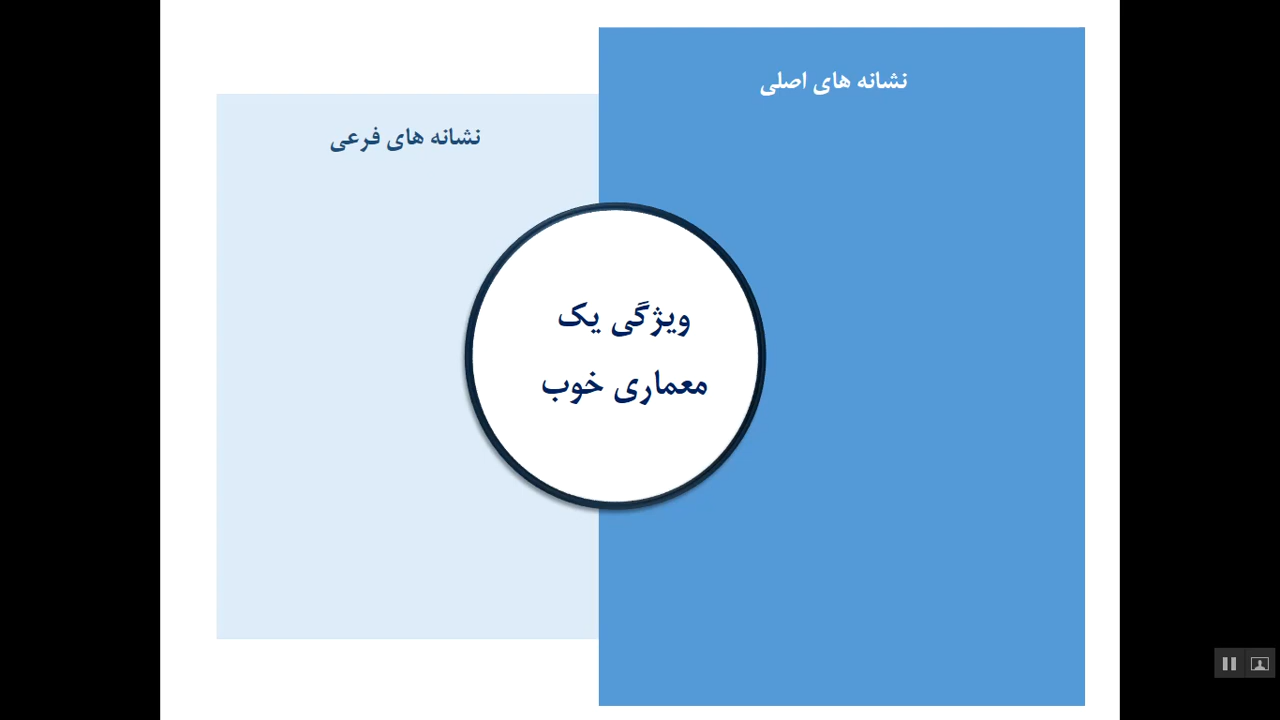 نشانه های اصلی
نشانه های فرعی
ویژگی یک
معماری خوب